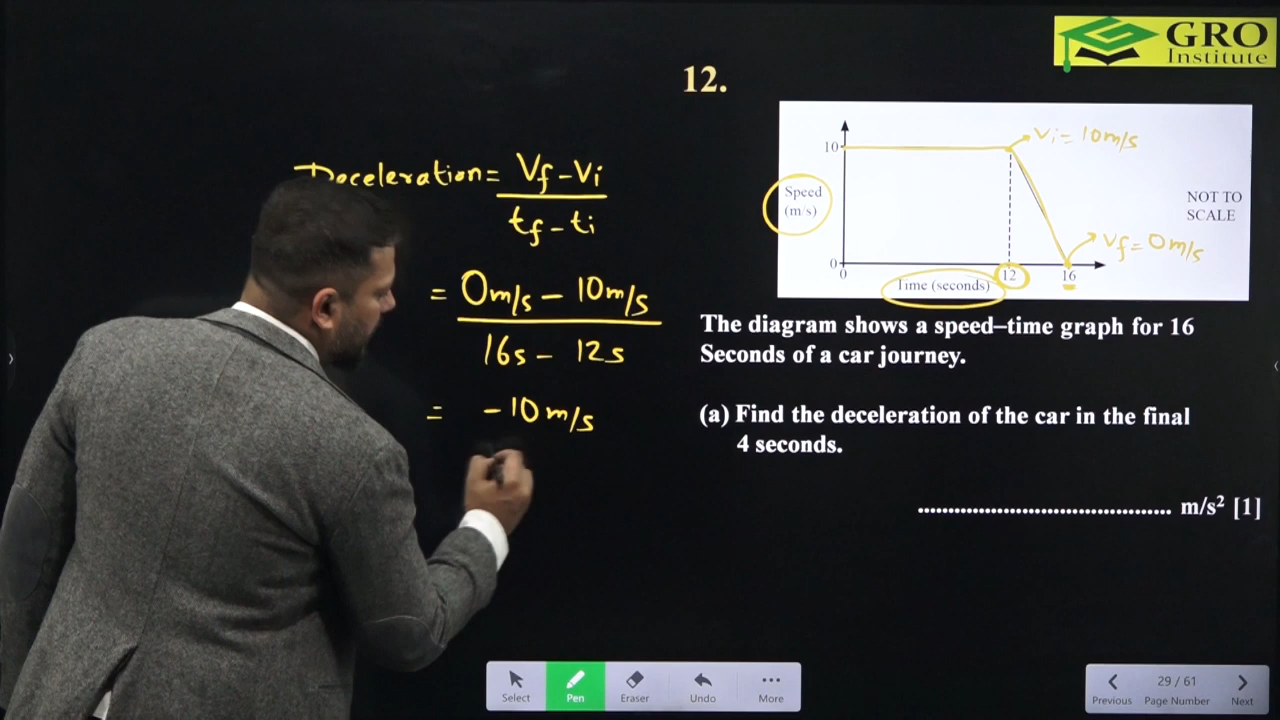 GRO
Institute
12.
Deceleration = Vf - Vi
tf - ti
= 0m/s - 10m/s
16s - 12s
= -10m/s
Vi = 10m/s
10
Speed
(m/s)
NOT TO
SCALE
Vf = 0m/s
0
0
12
16
Time (seconds)
The diagram shows a speed–time graph for 16
Seconds of a car journey.
(a) Find the deceleration of the car in the final
4 seconds.
.......................................... m/s² [1]
Select
Pen
Eraser
Undo
More
Previous
29 / 61
Page Number
Next